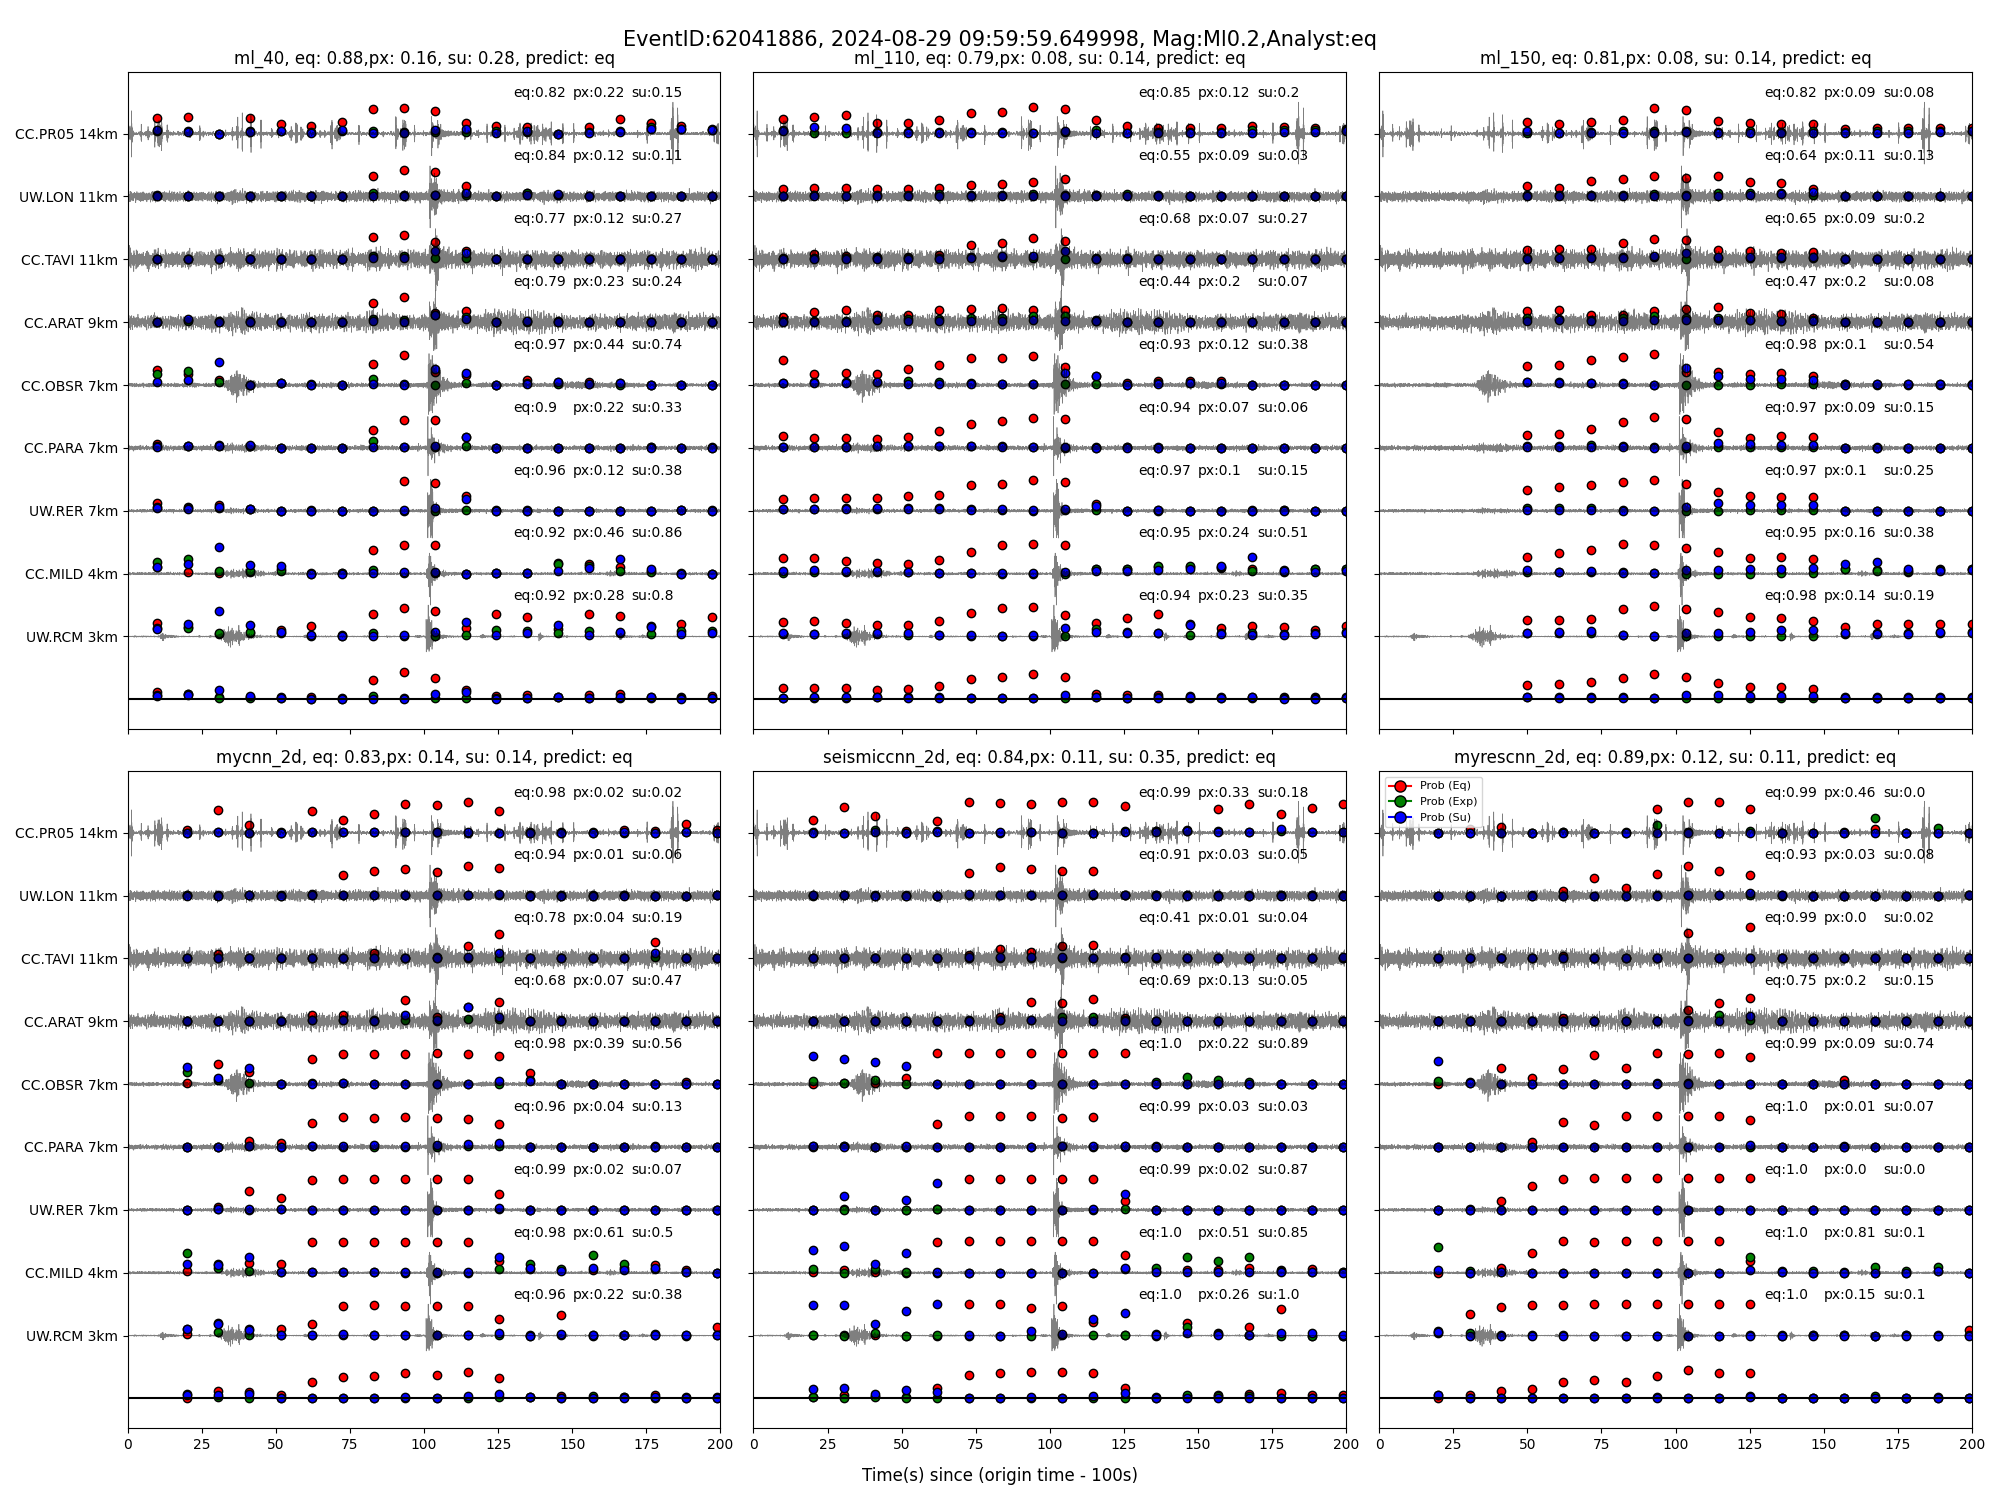 EventID:62041886, 2024-08-29 09:59:59.649998, Mag:Ml0.2,Analyst:eq
ml_40, eq: 0.88,px: 0.16, su: 0.28, predict: eq
CC.PR05 14km
eq:0.82 px:0.22 su:0.15
UW.LON 11km
eq:0.84 px:0.12 su:0.11
CC.TAVI 11km
eq:0.77 px:0.12 su:0.27
CC.ARAT 9km
eq:0.79 px:0.23 su:0.24
CC.OBSR 7km
eq:0.97 px:0.44 su:0.74
CC.PARA 7km
eq:0.9 px:0.22 su:0.33
UW.RER 7km
eq:0.96 px:0.12 su:0.38
CC.MILD 4km
eq:0.92 px:0.46 su:0.86
UW.RCM 3km
eq:0.92 px:0.28 su:0.8
ml_110, eq: 0.79,px: 0.08, su: 0.14, predict: eq
eq:0.85 px:0.12 su:0.2
eq:0.55 px:0.09 su:0.03
eq:0.68 px:0.07 su:0.27
eq:0.44 px:0.2 su:0.07
eq:0.93 px:0.12 su:0.38
eq:0.94 px:0.07 su:0.06
eq:0.97 px:0.1 su:0.15
eq:0.95 px:0.24 su:0.51
eq:0.94 px:0.23 su:0.35
ml_150, eq: 0.81,px: 0.08, su: 0.14, predict: eq
eq:0.82 px:0.09 su:0.08
eq:0.64 px:0.11 su:0.13
eq:0.65 px:0.09 su:0.2
eq:0.47 px:0.2 su:0.08
eq:0.98 px:0.1 su:0.54
eq:0.97 px:0.09 su:0.15
eq:0.97 px:0.1 su:0.25
eq:0.95 px:0.16 su:0.38
eq:0.98 px:0.14 su:0.19
mycnn_2d, eq: 0.83,px: 0.14, su: 0.14, predict: eq
CC.PR05 14km
eq:0.98 px:0.02 su:0.02
UW.LON 11km
eq:0.94 px:0.01 su:0.06
CC.TAVI 11km
eq:0.78 px:0.04 su:0.19
CC.ARAT 9km
eq:0.68 px:0.07 su:0.47
CC.OBSR 7km
eq:0.98 px:0.39 su:0.56
CC.PARA 7km
eq:0.96 px:0.04 su:0.13
UW.RER 7km
eq:0.99 px:0.02 su:0.07
CC.MILD 4km
eq:0.98 px:0.61 su:0.5
UW.RCM 3km
eq:0.96 px:0.22 su:0.38
0 25 50 75 100 125 150 175 200
seismiccnn_2d, eq: 0.84,px: 0.11, su: 0.35, predict: eq
eq:0.99 px:0.33 su:0.18
eq:0.91 px:0.03 su:0.05
eq:0.41 px:0.01 su:0.04
eq:0.69 px:0.13 su:0.05
eq:1.0 px:0.22 su:0.89
eq:0.99 px:0.03 su:0.03
eq:0.99 px:0.02 su:0.87
eq:1.0 px:0.51 su:0.85
eq:1.0 px:0.26 su:1.0
0 25 50 75 100 125 150 175 200
myrescnn_2d, eq: 0.89,px: 0.12, su: 0.11, predict: eq
Prob (Eq)
Prob (Exp)
Prob (Su)
eq:0.99 px:0.46 su:0.0
eq:0.93 px:0.03 su:0.08
eq:0.99 px:0.0 su:0.02
eq:0.75 px:0.2 su:0.15
eq:0.99 px:0.09 su:0.74
eq:1.0 px:0.01 su:0.07
eq:1.0 px:0.0 su:0.0
eq:1.0 px:0.81 su:0.1
eq:1.0 px:0.15 su:0.1
0 25 50 75 100 125 150 175 200
Time(s) since (origin time - 100s)